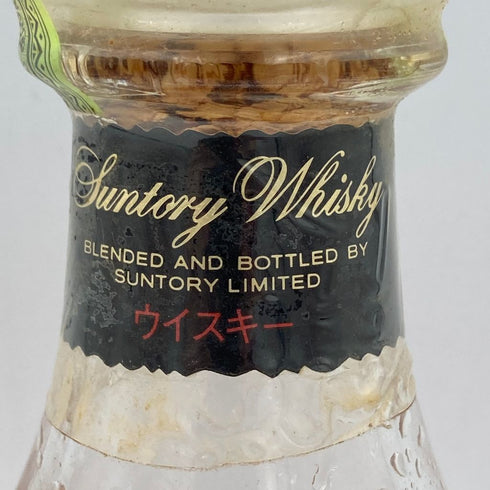 Suntory Whisky
BLENDED AND BOTTLED BY
SUNTORY LIMITED
ウイスキー